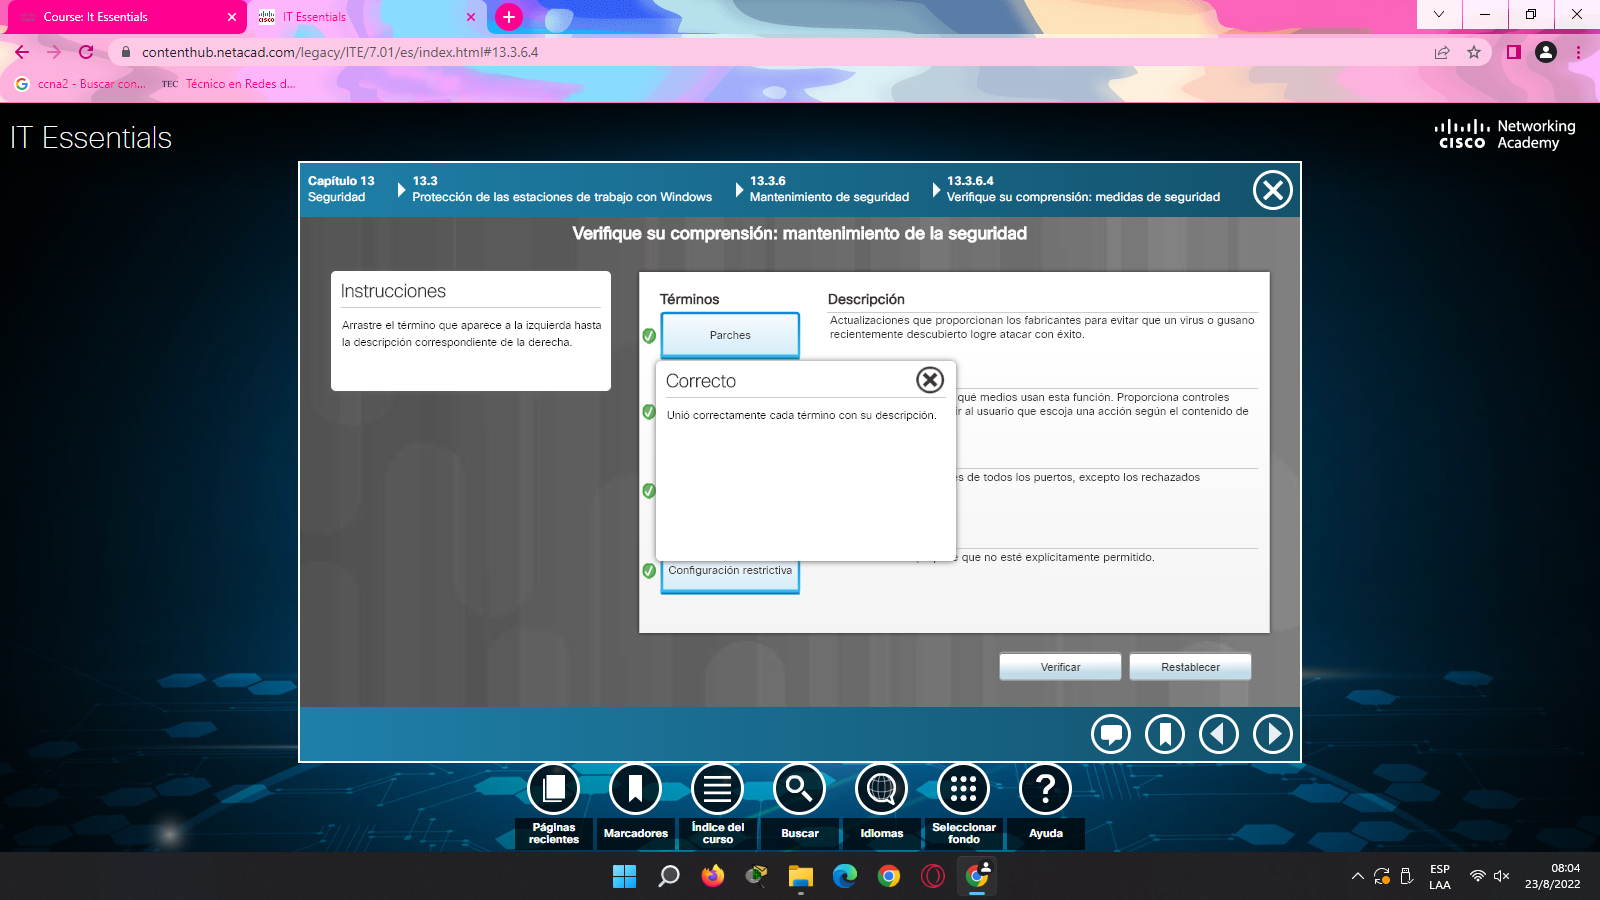 Course: It Essentials
IT Essentials
contenthub.netacad.com/legacy/ITE/7.01/es/index.html#13.3.6.4
ccna2 - Buscar con...
TEC
Técnico en Redes d...
IT Essentials
CISCO
Networking
Academy
Capítulo 13
Seguridad
13.3
Protección de las estaciones de trabajo con Windows
13.3.6
Mantenimiento de seguridad
13.3.6.4
Verifique su comprensión: medidas de seguridad
Verifique su comprensión: mantenimiento de la seguridad
Instrucciones
Arrastre el término que aparece a la izquierda hasta
la descripción correspondiente de la derecha.
Términos
Descripción
Parches
Actualizaciones que proporcionan los fabricantes para evitar que un virus o gusano
recientemente descubierto logre atacar con éxito.
Correcto
Unió correctamente cada término con su descripción.
qué medios usan esta función. Proporciona controles
ir al usuario que escoja una acción según el contenido de
s de todos los puertos, excepto los rechazados
que no esté explícitamente permitido.
Configuración restrictiva
Verificar
Restablecer
Páginas
recientes
Marcadores
Índice del
curso
Buscar
Idiomas
Seleccionar
fondo
Ayuda
ESP
LAA
08:04
23/8/2022